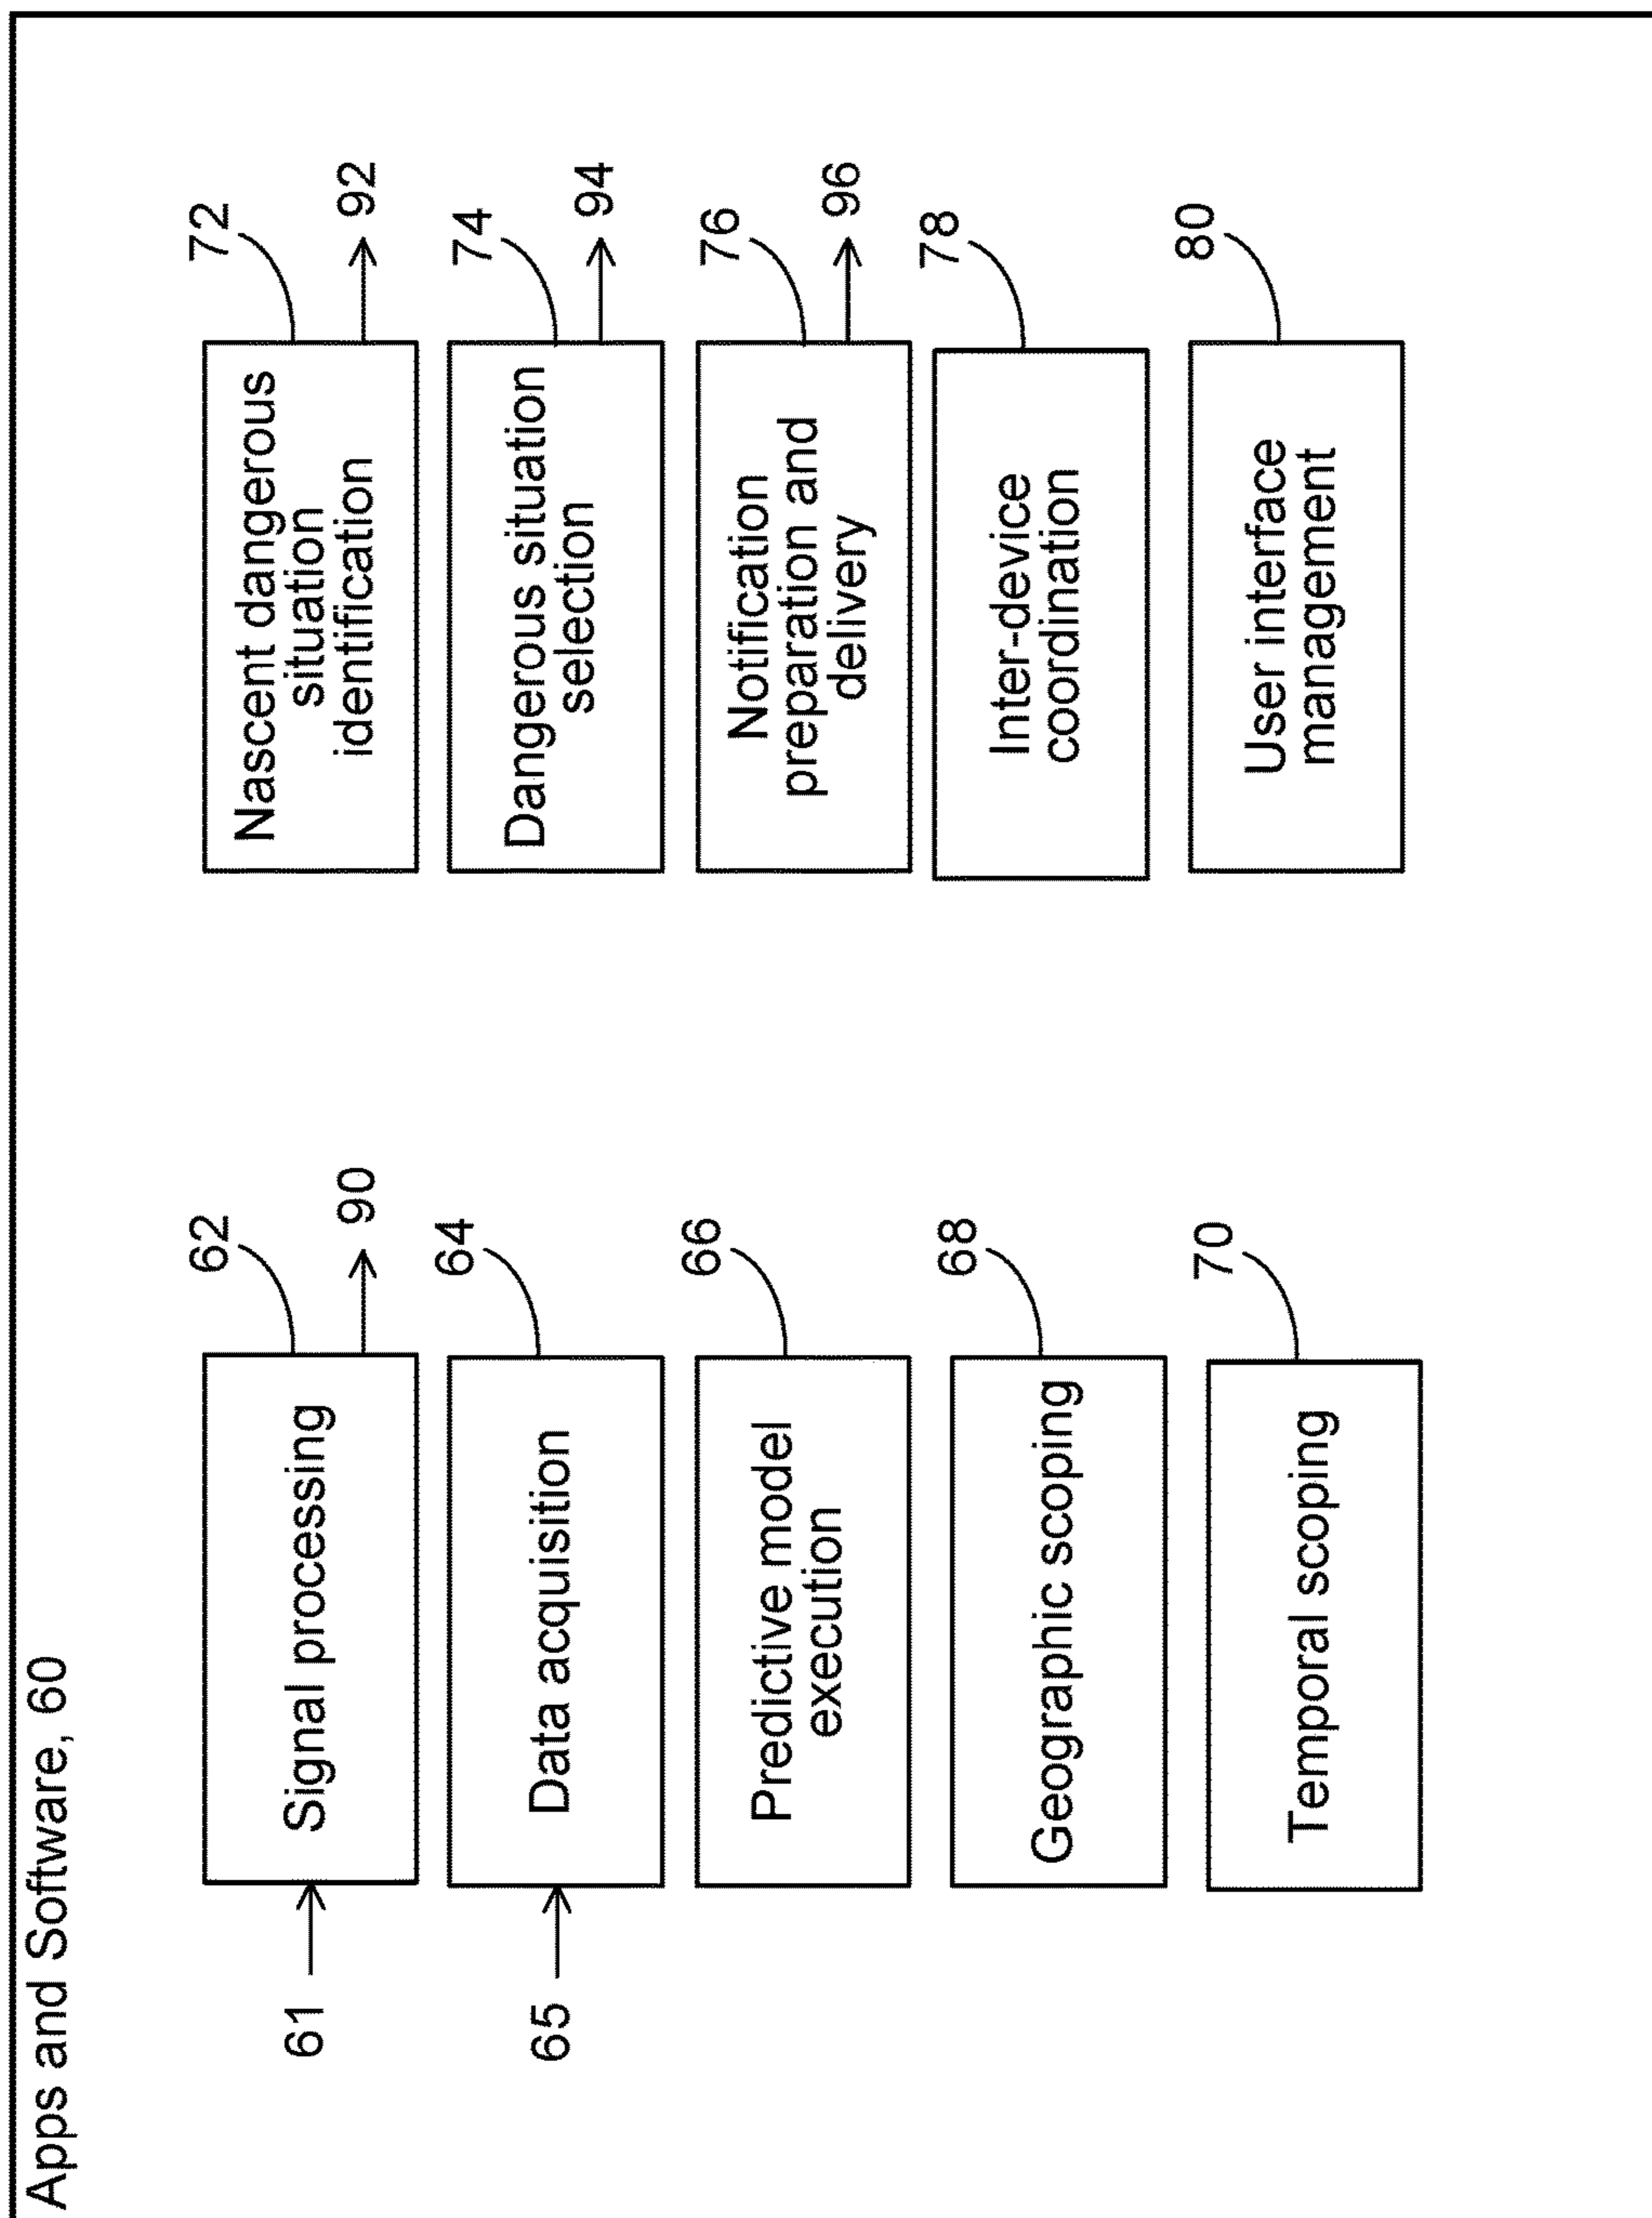 Apps and Software, 60
61
Signal processing
62
90
65
Data acquisition
64
Predictive model
execution
66
Geographic scoping
68
Temporal scoping
70
Nascent dangerous
situation
identification
72
92
Dangerous situation
selection
74
94
Notification
preparation and
delivery
76
96
Inter-device
coordination
78
User interface
management
80